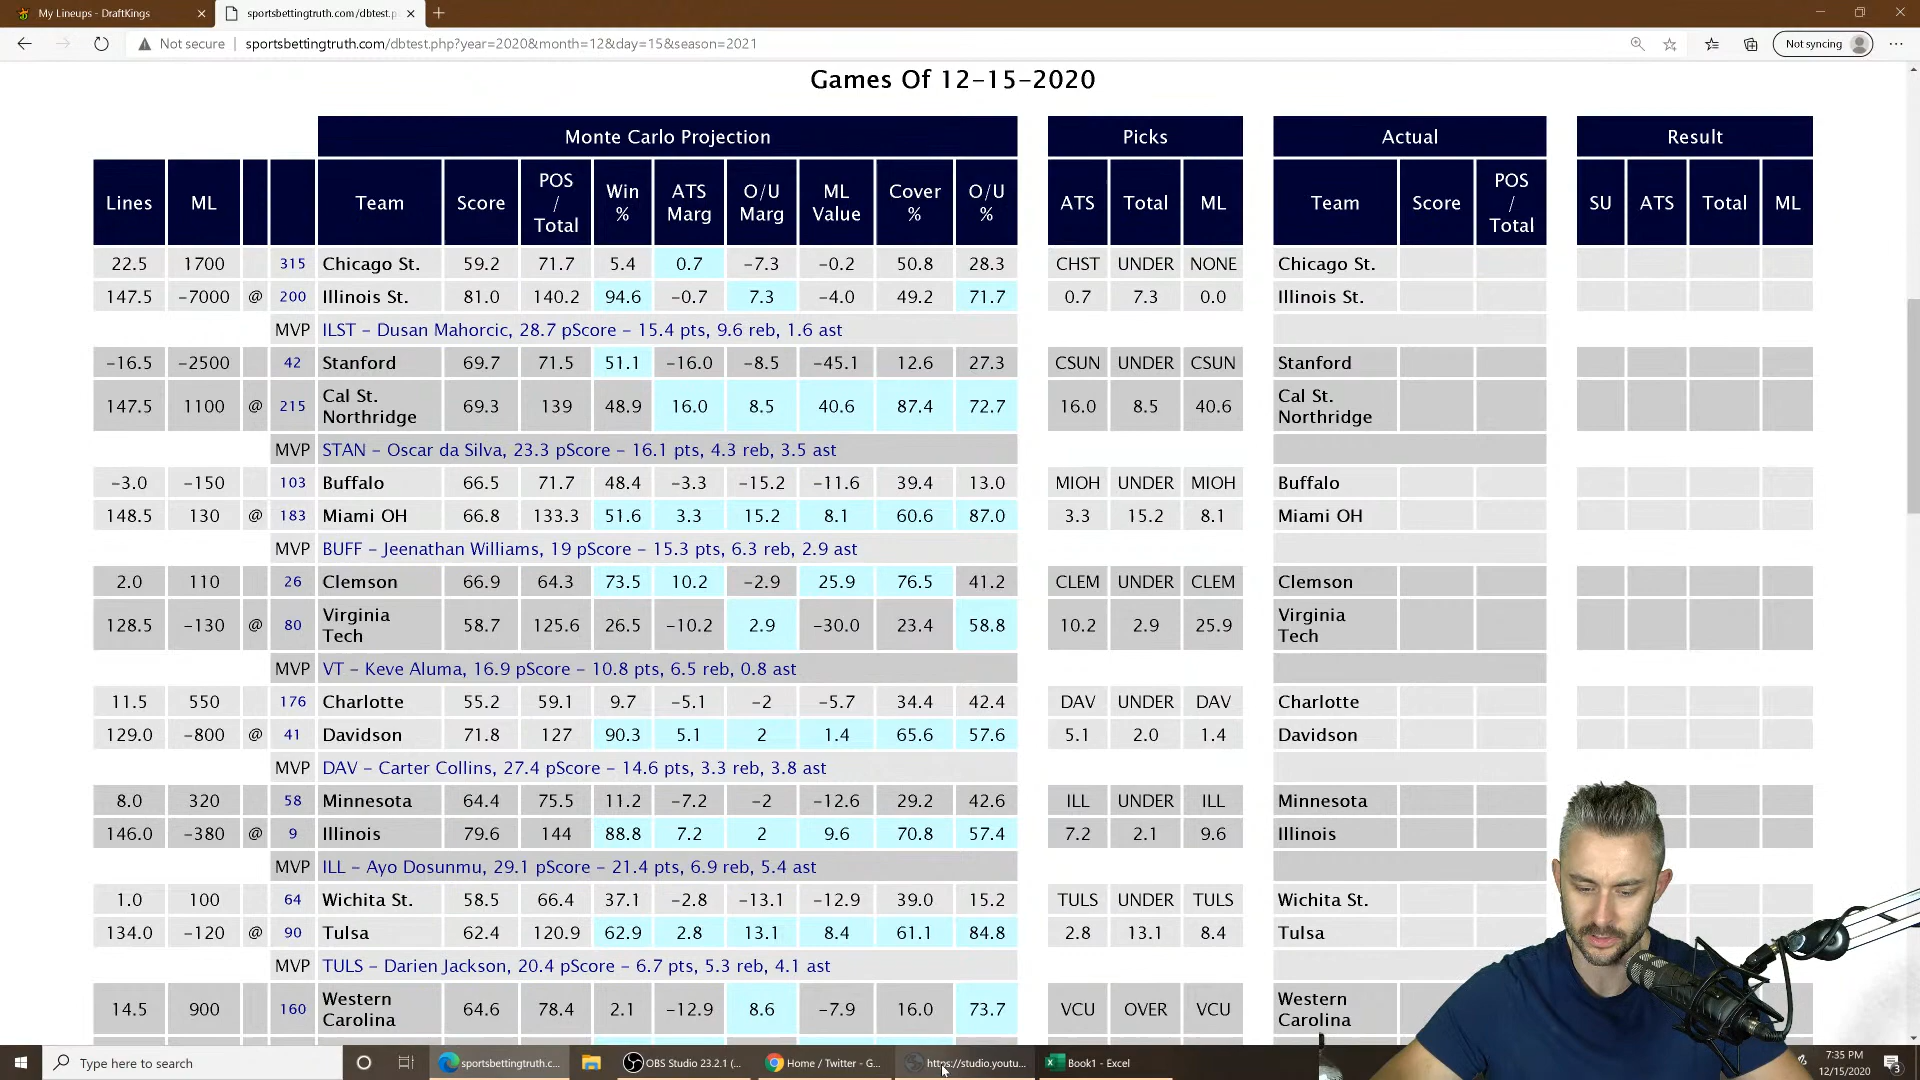 My Lineups - DraftKings
sportsbettingtruth.com/dbtest.p
Not secure
sportsbettingtruth.com/dbtest.php?year=2020&month=12&day=15&season=2021
Not syncing
Games Of 12-15-2020
Monte Carlo Projection Picks Actual Result
Lines ML Team Score POS / Total Win % ATS Marg O/U Marg ML Value Cover % O/U % ATS Total ML Team Score POS / Total SU ATS Total ML
22.5 1700 315 Chicago St. 59.2 71.7 5.4 0.7 -7.3 -0.2 50.8 28.3 CHST UNDER NONE Chicago St.
147.5 -7000 @ 200 Illinois St. 81.0 140.2 94.6 -0.7 7.3 -4.0 49.2 71.7 0.7 7.3 0.0 Illinois St.
MVP ILST - Dusan Mahorcic, 28.7 pScore - 15.4 pts, 9.6 reb, 1.6 ast
-16.5 -2500 42 Stanford 69.7 71.5 51.1 -16.0 -8.5 -45.1 12.6 27.3 CSUN UNDER CSUN Stanford
147.5 1100 @ 215 Cal St. Northridge 69.3 139 48.9 16.0 8.5 40.6 87.4 72.7 16.0 8.5 40.6 Cal St. Northridge
MVP STAN - Oscar da Silva, 23.3 pScore - 16.1 pts, 4.3 reb, 3.5 ast
-3.0 -150 103 Buffalo 66.5 71.7 48.4 -3.3 -15.2 -11.6 39.4 13.0 MIOH UNDER MIOH Buffalo
148.5 130 @ 183 Miami OH 66.8 133.3 51.6 3.3 15.2 8.1 60.6 87.0 3.3 15.2 8.1 Miami OH
MVP BUFF - Jeenathan Williams, 19 pScore - 15.3 pts, 6.3 reb, 2.9 ast
2.0 110 26 Clemson 66.9 64.3 73.5 10.2 -2.9 25.9 76.5 41.2 CLEM UNDER CLEM Clemson
128.5 -130 @ 80 Virginia Tech 58.7 125.6 26.5 -10.2 2.9 -30.0 23.4 58.8 10.2 2.9 25.9 Virginia Tech
MVP VT - Keve Aluma, 16.9 pScore - 10.8 pts, 6.5 reb, 0.8 ast
11.5 550 176 Charlotte 55.2 59.1 9.7 -5.1 -2 -5.7 34.4 42.4 DAV UNDER DAV Charlotte
129.0 -800 @ 41 Davidson 71.8 127 90.3 5.1 2 1.4 65.6 57.6 5.1 2.0 1.4 Davidson
MVP DAV - Carter Collins, 27.4 pScore - 14.6 pts, 3.3 reb, 3.8 ast
8.0 320 58 Minnesota 64.4 75.5 11.2 -7.2 -2 -12.6 29.2 42.6 ILL UNDER ILL Minnesota
146.0 -380 @ 9 Illinois 79.6 144 88.8 7.2 2 9.6 70.8 57.4 7.2 2.1 9.6 Illinois
MVP ILL - Ayo Dosunmu, 29.1 pScore - 21.4 pts, 6.9 reb, 5.4 ast
1.0 100 64 Wichita St. 58.5 66.4 37.1 -2.8 -13.1 -12.9 39.0 15.2 TULS UNDER TULS Wichita St.
134.0 -120 @ 90 Tulsa 62.4 120.9 62.9 2.8 13.1 8.4 61.1 84.8 2.8 13.1 8.4 Tulsa
MVP TULS - Darien Jackson, 20.4 pScore - 6.7 pts, 5.3 reb, 4.1 ast
14.5 900 160 Western Carolina 64.6 78.4 2.1 -12.9 8.6 -7.9 16.0 73.7 VCU OVER VCU Western Carolina
Type here to search
sportsbettingtruth.c...
OBS Studio 23.2.1 (...
Home / Twitter - G...
https://studio.youtu...
Book1 - Excel
7:35 PM
12/15/2020
3